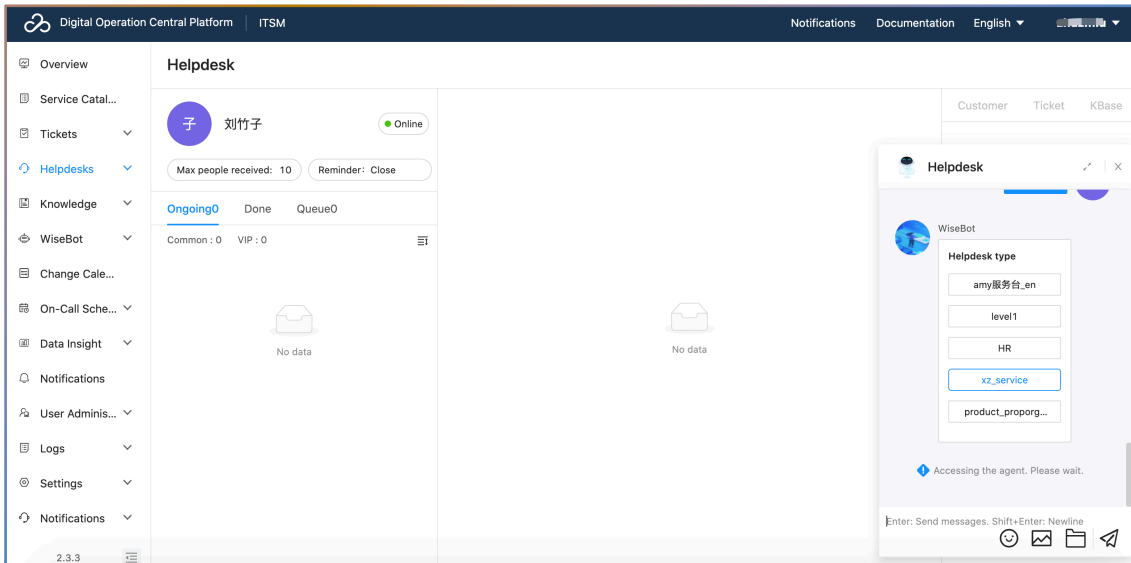 Digital Operation Central Platform ITSM Notifications Documentation English
Overview
Service Catal...
Tickets
Helpdesks
Knowledge
WiseBot
Change Cale...
On-Call Sche...
Data Insight
Notifications
User Adminis...
Logs
Settings
Notifications
2.3.3
Helpdesk
子 刘竹子 Online
Max people received: 10 Reminder: Close
Ongoing0 Done Queue0
Common : 0 VIP : 0
No data
No data
Customer Ticket KBase
Helpdesk
WiseBot
Helpdesk type
amy服务台_en
level1
HR
xz_service
product_proporg...
Accessing the agent. Please wait.
Enter: Send messages. Shift+Enter: Newline